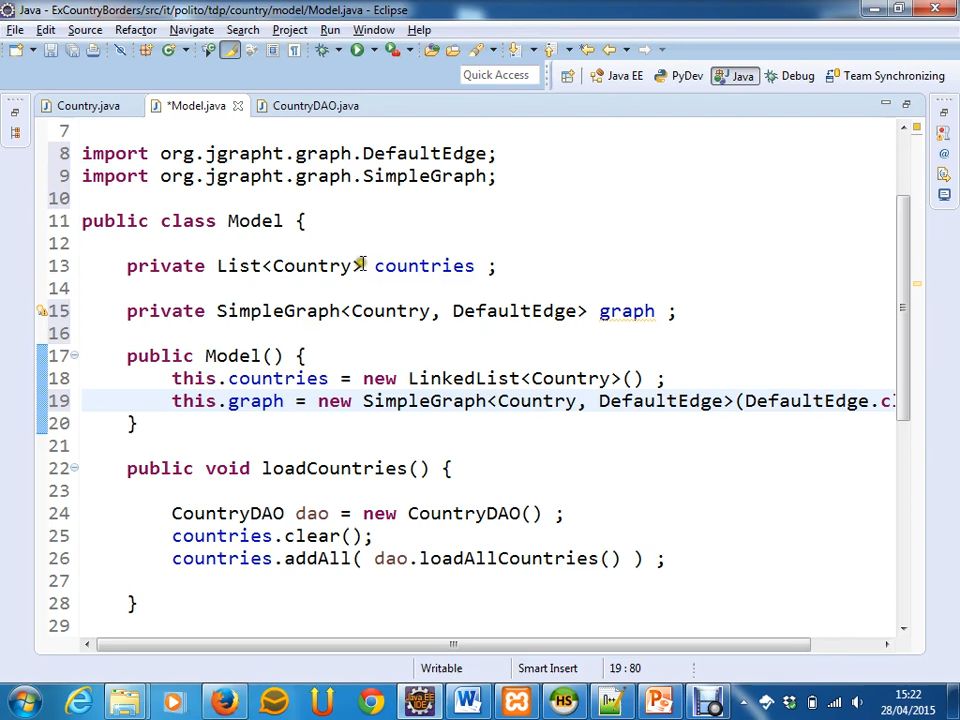 Java - ExCountryBorders/src/it/polito/tdp/country/model/Model.java - Eclipse
File Edit Source Refactor Navigate Search Project Run Window Help
Quick Access Java EE PyDev Java Debug Team Synchronizing
Country.java *Model.java CountryDAO.java
7
8 import org.jgrapht.graph.DefaultEdge;
9 import org.jgrapht.graph.SimpleGraph;
10
11 public class Model {
12
13 private List<Country> countries ;
14
15 private SimpleGraph<Country, DefaultEdge> graph ;
16
17 public Model() {
18 this.countries = new LinkedList<Country>() ;
19 this.graph = new SimpleGraph<Country, DefaultEdge>(DefaultEdge.cl
20 }
21
22 public void loadCountries() {
23
24 CountryDAO dao = new CountryDAO() ;
25 countries.clear();
26 countries.addAll( dao.loadAllCountries() ) ;
27
28 }
29
Writable Smart Insert 19 : 80
15:22
28/04/2015